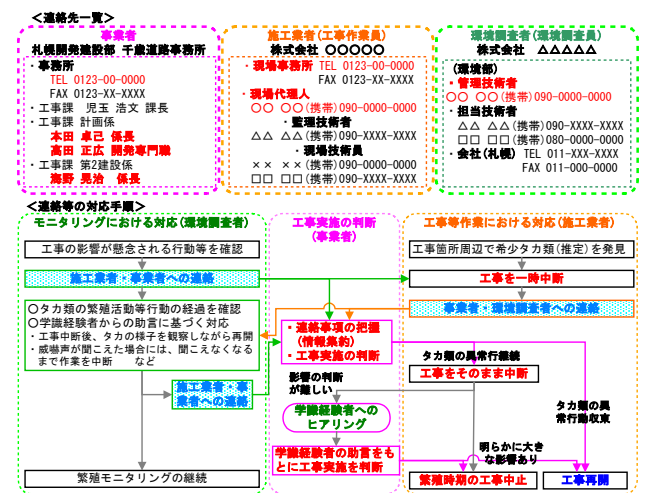 ＜連絡先一覧＞
事業者
札幌開発建設部 千歳道路事務所
・事務所
TEL 0123-00-0000
FAX 0123-XX-XXXX
・工事課 児玉 浩文 課長
・工事課 計画係
本田 卓己 係長
高田 正広 開発専門職
・工事課 第2建設係
海野 晃治 係長
施工業者(工事作業員)
株式会社 〇〇〇〇〇
・現場事務所 TEL 0123-00-0000
FAX 0123-XX-XXXX
・現場代理人
〇〇 〇〇(携帯)090-0000-0000
・監理技術者
△△ △△(携帯)090-XXXX-XXXX
・現場技術員
×× ××(携帯)090-0000-0000
□□ □□(携帯)090-XXXX-XXXX
環境調査者(環境調査員)
株式会社 △△△△△
(環境部)
・管理技術者
〇〇 〇〇(携帯)090-0000-0000
・担当技術者
△△ △△(携帯)090-XXXX-XXXX
□□ □□(携帯)080-0000-0000
・会社(札幌) TEL 011-XXX-XXXX
FAX 011-000-0000
＜連絡等の対応手順＞
モニタリングにおける対応(環境調査者)
工事の影響が懸念される行動等を確認
施工業者・事業者への連絡
〇タカ類の繁殖活動等行動の経過を確認
〇学識経験者からの助言に基づく対応
・工事中断後、タカの様子を観察しながら再開
・威嚇声が聞こえた場合には、聞こえなくなる
まで作業を中断 など
施工業者・事
業者への連絡
繁殖モニタリングの継続
工事実施の判断
(事業者)
・連絡事項の把握
(情報集約)
・工事実施の判断
影響の判断
が難しい
学識経験者への
ヒアリング
学識経験者の助言をも
とに工事実施を判断
工事等作業における対応(施工業者)
工事箇所周辺で希少タカ類(推定)を発見
工事を一時中断
事業者・環境調査者への連絡
タカ類の異常行継続
工事をそのまま中断
タカ類の異
常行動収束
明らかに大き
な影響あり
繁殖時期の工事中止
工事再開